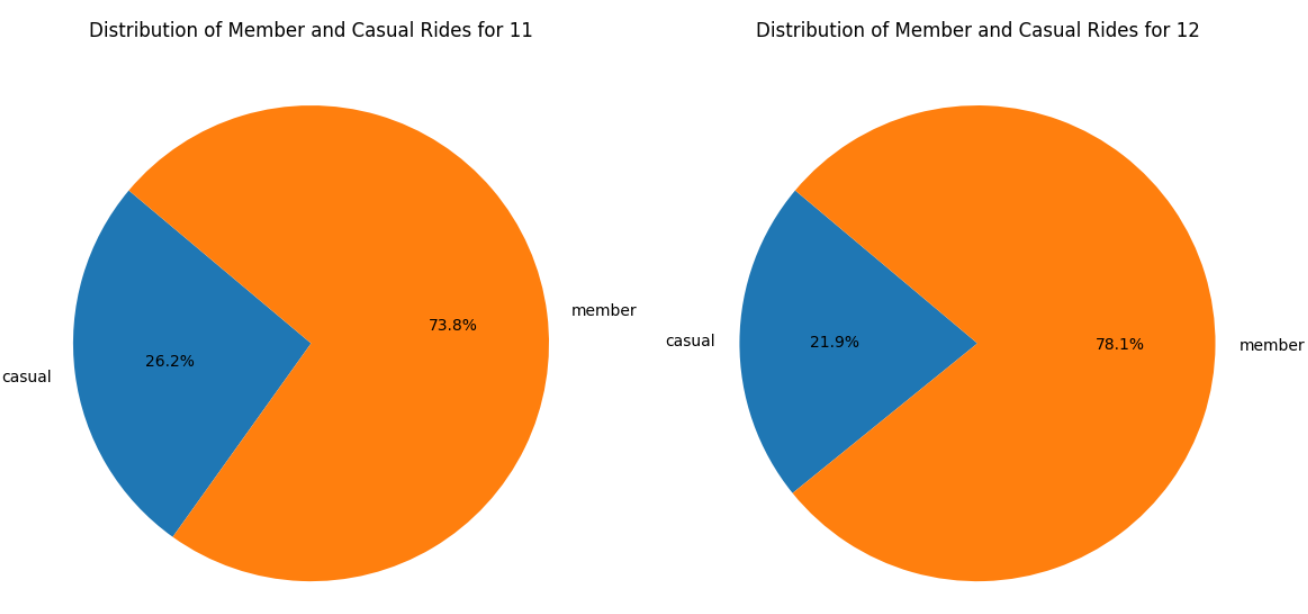 Distribution of Member and Casual Rides for 11
member
73.8%
26.2%
casual
Distribution of Member and Casual Rides for 12
casual
21.9%
78.1%
member